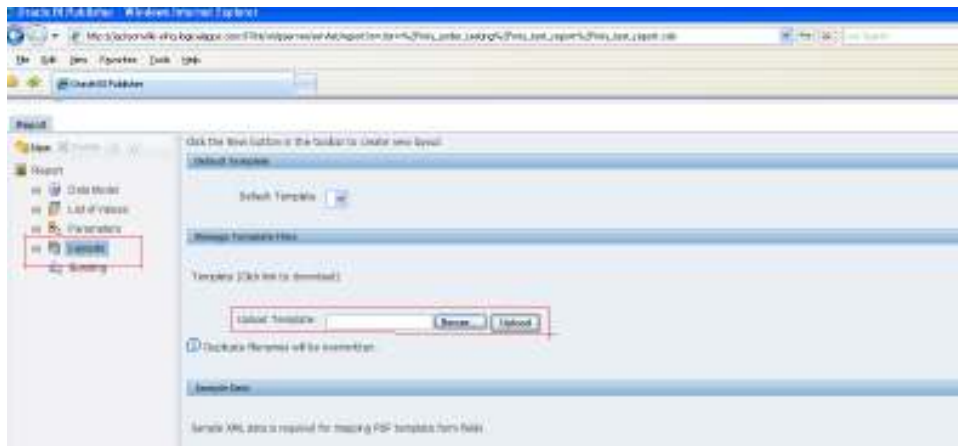 Oracle BI Publisher - Windows Internet Explorer
File Edit View Favorites Tools Help
Oracle BI Publisher
Report
New
Click the New button in the toolbar to create new layout.
Report
Default Template
Data Model
Default Template
List of Values
Parameters
Manage Template Files
Layouts
Bursting
Template (Click link to download)
Upload Template
Browse...
Upload
Duplicate filenames will be overwritten
Sample Data
Sample XML data is required for mapping PDF template form fields